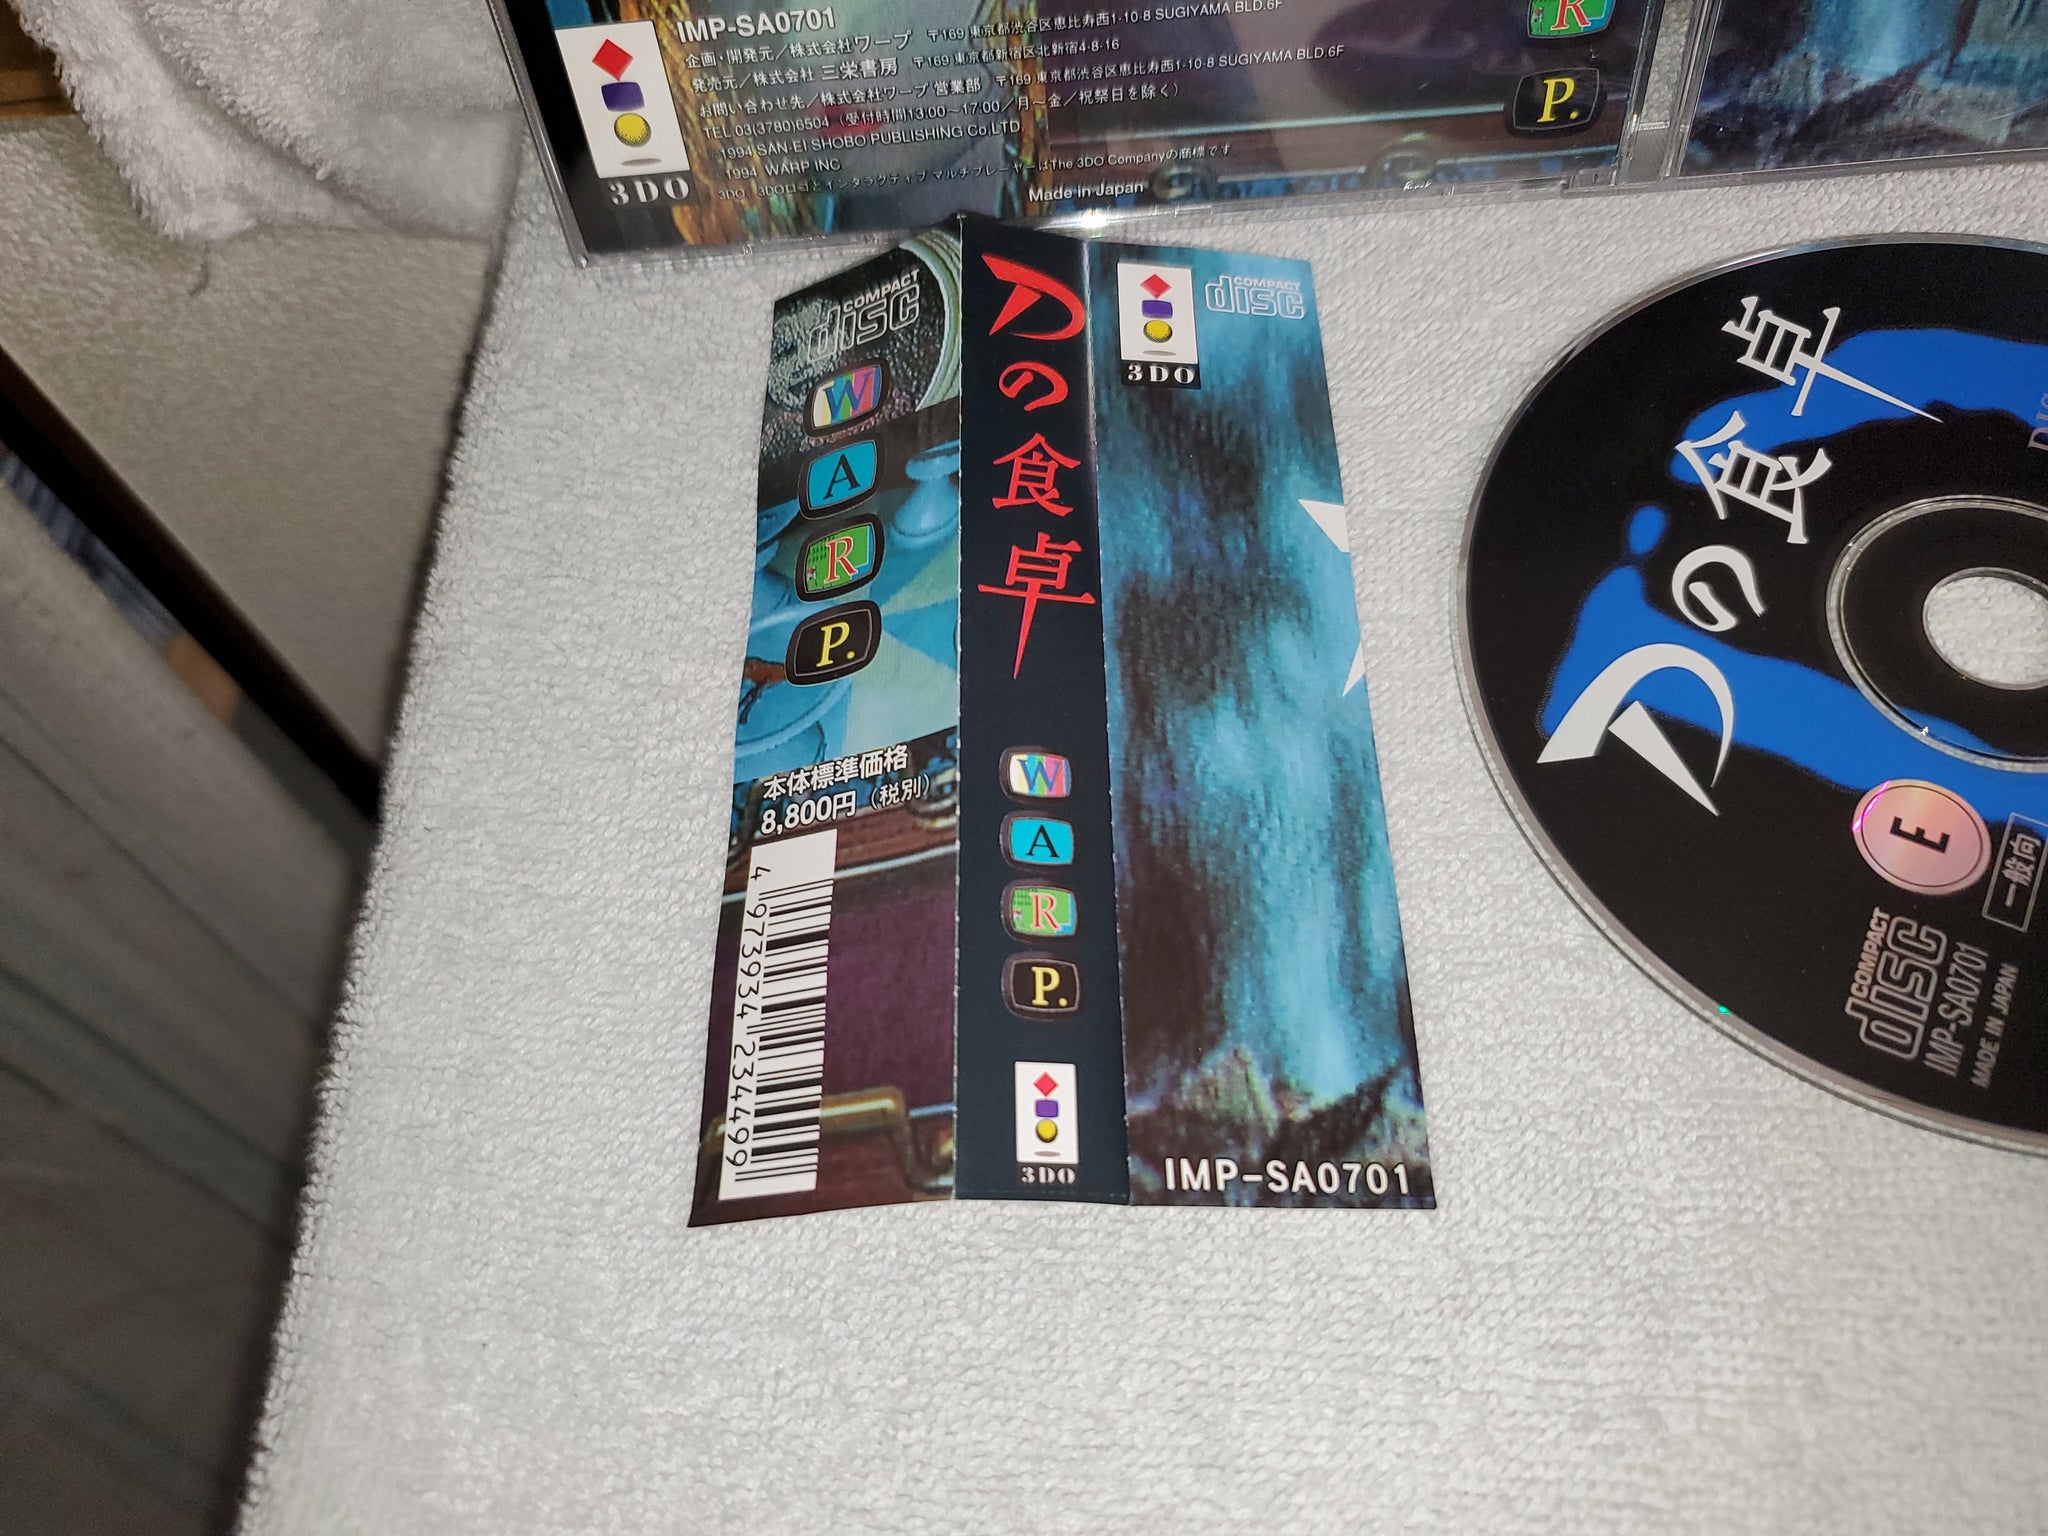 IMP-SA0701
企画・開発元／株式会社ワープ 〒169 東京都渋谷区恵比寿西1-10-8 SUGIYAMA BLD.6F
発売元／株式会社 三栄書房 〒169 東京都新宿区北新宿4-8-16
お問い合わせ先／株式会社ワープ 営業部 〒169 東京都渋谷区恵比寿西1-10-8 SUGIYAMA BLD.6F
TEL 03(3780)6504（受付時間13:00〜17:00／月〜金／祝祭日を除く）
1994 SAN-EI SHOBO PUBLISHING Co,LTD.
1994 WARP INC.
3DO、3DOロゴとインタラクティブ マルチプレーヤーはThe 3DO Companyの商標です
Made in Japan
3DO
R
P.
COMPACT
disc
W
A
R
P.
本体標準価格
8,800円（税別）
4 973934 234499
Dの食卓
W
A
R
P.
3DO
3DO
COMPACT
disc
IMP-SA0701
Dの食卓
E
一般向
COMPACT
disc
IMP-SA0701
MADE IN JAPAN